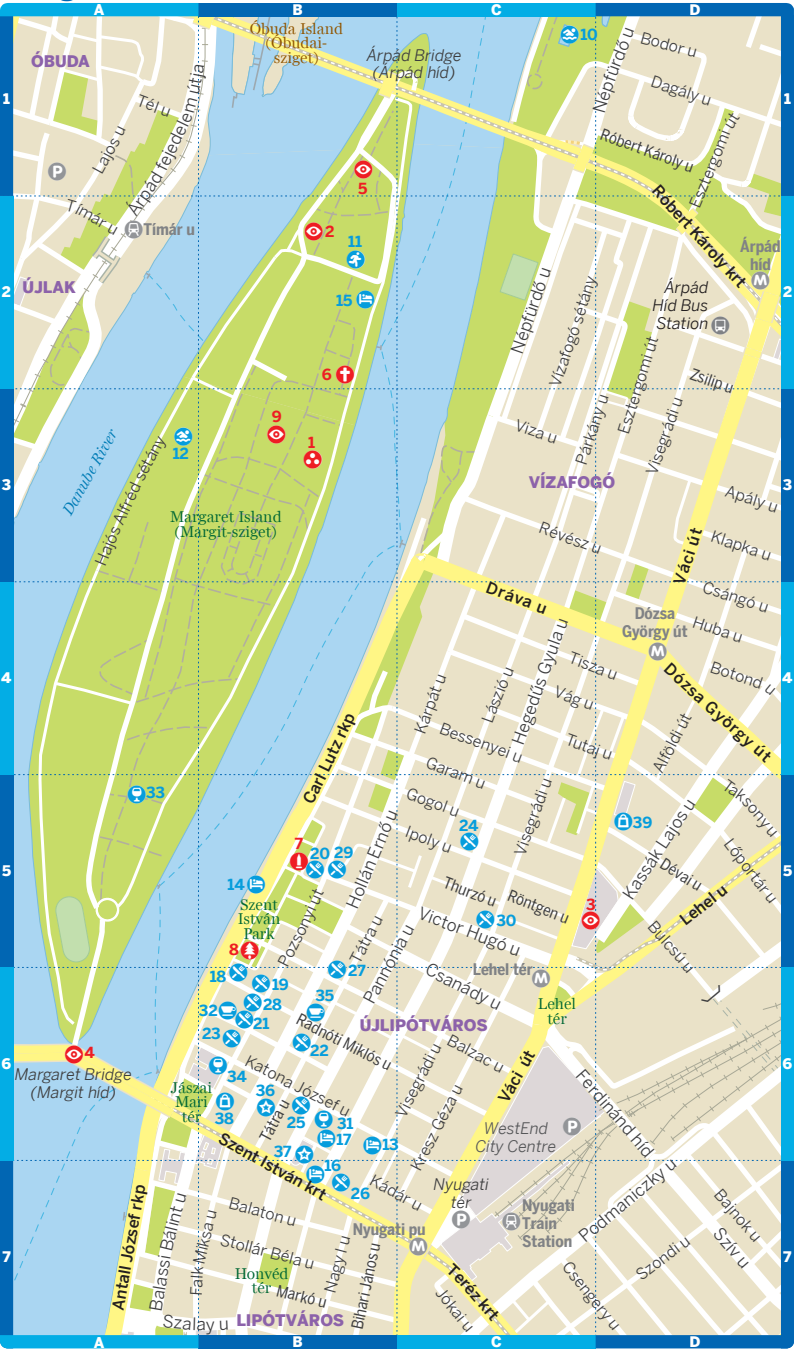 A
B
C
D
ÓBUDA
Óbuda Island
(Óbudai-
sziget)
Árpád Bridge
(Árpád híd)
10
Népfürdő u
Bodor u
Dagály u
1
1
Tél u
Lajos u
Árpád fejedelem útja
Róbert Károly u
Esztergomi út
P
5
Róbert Károly krt
Tímár u
Tímár u
2
11
Árpád
híd
M
ÚJLAK
2
2
15
Népfürdő u
Vízafogó sétány
Árpád
Híd Bus
Station
6
Esztergomi út
Zsilip u
Párkány u
Visegrádi u
9
1
12
Viza u
Danube River
Hajós Alfréd sétány
VÍZAFOGÓ
3
3
Apály u
Margaret Island
(Margit-sziget)
Révész u
Klapka u
Váci út
Dráva u
Csángó u
Dózsa
György út
M
Huba u
Hegedűs Gyula u
Tisza u
4
4
Botond u
Kárpát u
László u
Vág u
Dózsa György út
Carl Lutz rkp
Bessenyei u
Tutaj u
Alföldi út
Garam u
33
Taksony u
Gogol u
Visegrádi u
39
Ipoly u
24
Kassák Lajos u
7
20
29
Hollán Ernő u
Lőportár u
5
5
14
Dévai u
Thurzó u
Röntgen u
3
Lehel u
Szent
István
Park
Pozsonyi út
30
Victor Hugó u
Tátra u
Bulcsú u
8
Pannónia u
18
27
Lehel tér
M
Csanády u
19
28
35
32
21
Lehel
tér
ÚJLIPÓTVÁROS
23
Radnóti Miklós u
22
4
6
6
Balzac u
Margaret Bridge
(Margit híd)
34
Katona József u
Váci út
Jászai
Mari
tér
36
Visegrádi u
Ferdinánd híd
38
25
Tátra u
31
WestEnd
City Centre
P
Kresz Géza u
17
13
37
Szent István krt
16
26
Kádár u
Nyugati
tér
Podmaniczky u
Antall József rkp
Balassi Bálint u
Falk Miksa u
Balaton u
Nyugati pu
M
P
Nyugati
Train
Station
Bajnok u
Szív u
7
7
Stollár Béla u
Nagy I u
Bihari János u
Szondi u
Honvéd
tér
Teréz krt
Csengery u
Markó u
Jókai u
Szalay u
LIPÓTVÁROS
A
B
C
D